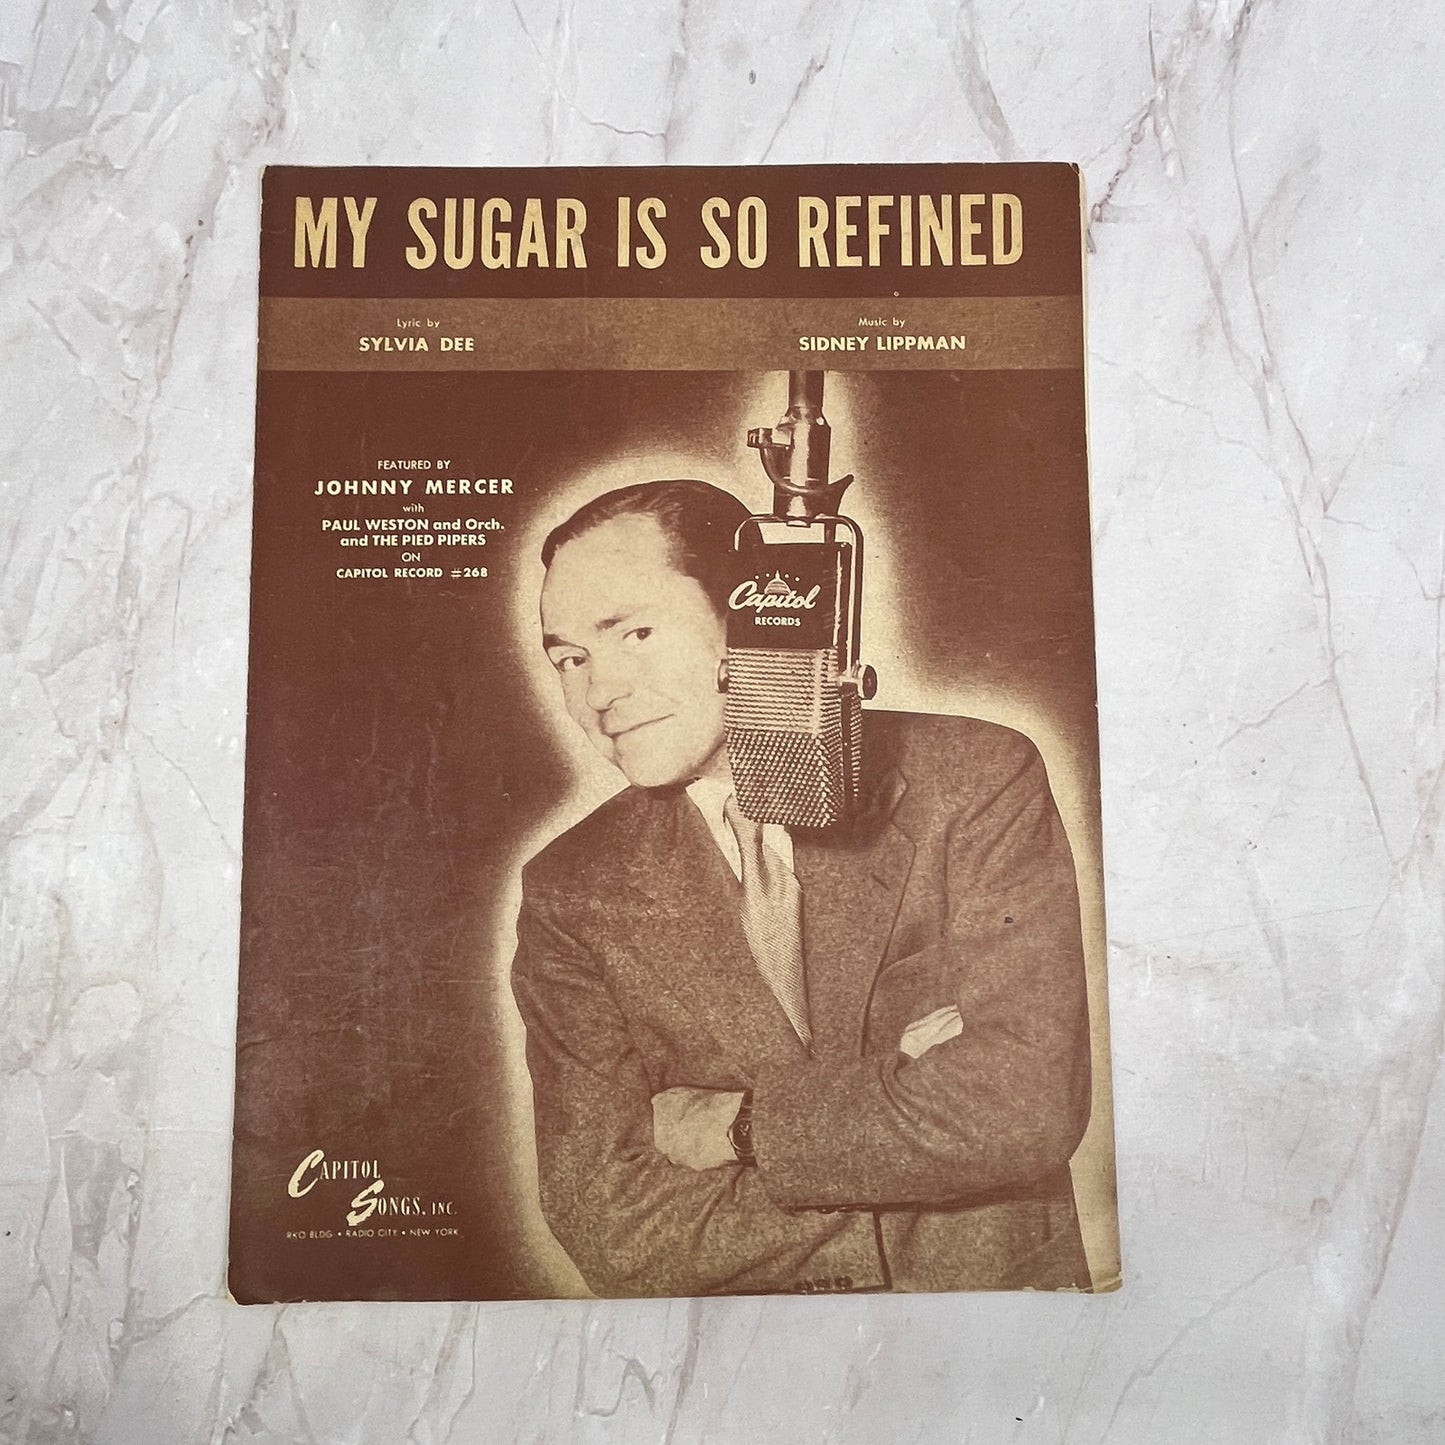 MY SUGAR IS SO REFINED
Lyric by
SYLVIA DEE
Music by
SIDNEY LIPPMAN
FEATURED BY
JOHNNY MERCER
with
PAUL WESTON and Orch.
and THE PIED PIPERS
ON
CAPITOL RECORD #268
Capitol
RECORDS
CAPITOL
SONGS, INC.
RKO BLDG • RADIO CITY • NEW YORK